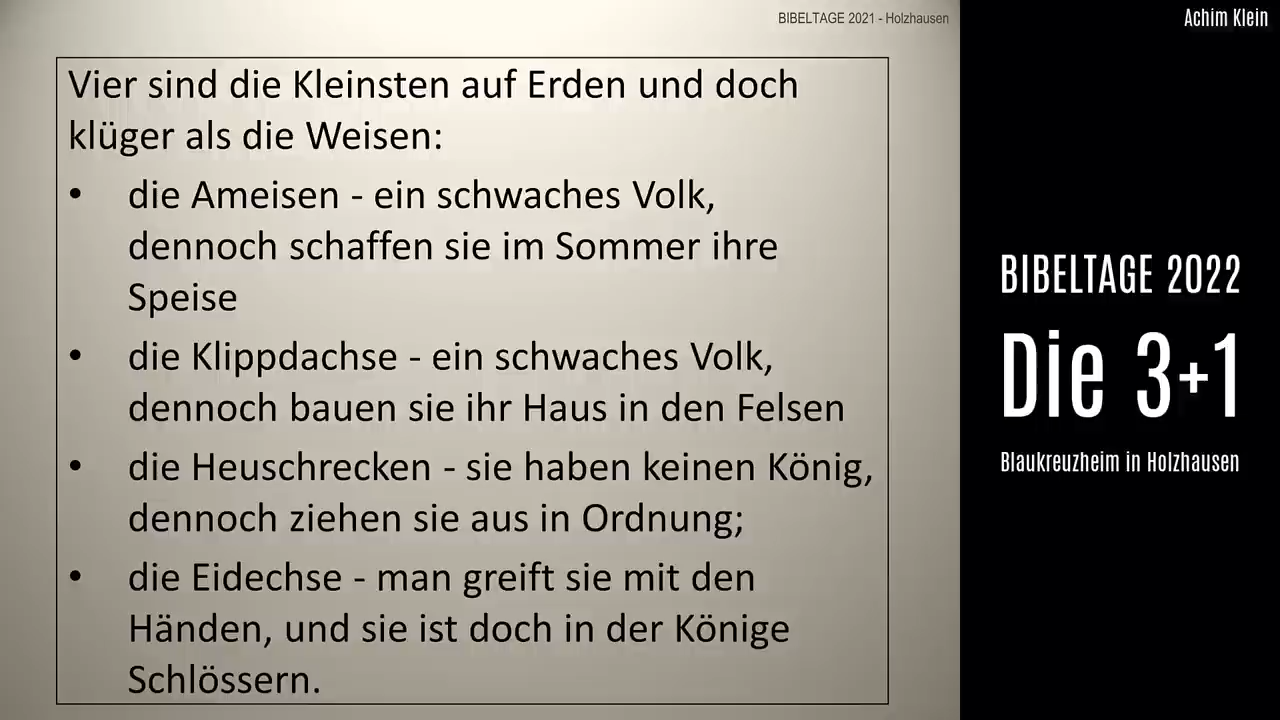 BIBELTAGE 2021 - Holzhausen
Vier sind die Kleinsten auf Erden und doch
klüger als die Weisen:
• die Ameisen - ein schwaches Volk,
dennoch schaffen sie im Sommer ihre
Speise
• die Klippdachse - ein schwaches Volk,
dennoch bauen sie ihr Haus in den Felsen
• die Heuschrecken - sie haben keinen König,
dennoch ziehen sie aus in Ordnung;
• die Eidechse - man greift sie mit den
Händen, und sie ist doch in der Könige
Schlössern.
Achim Klein
BIBELTAGE 2022
Die 3+1
Blaukreuzheim in Holzhausen